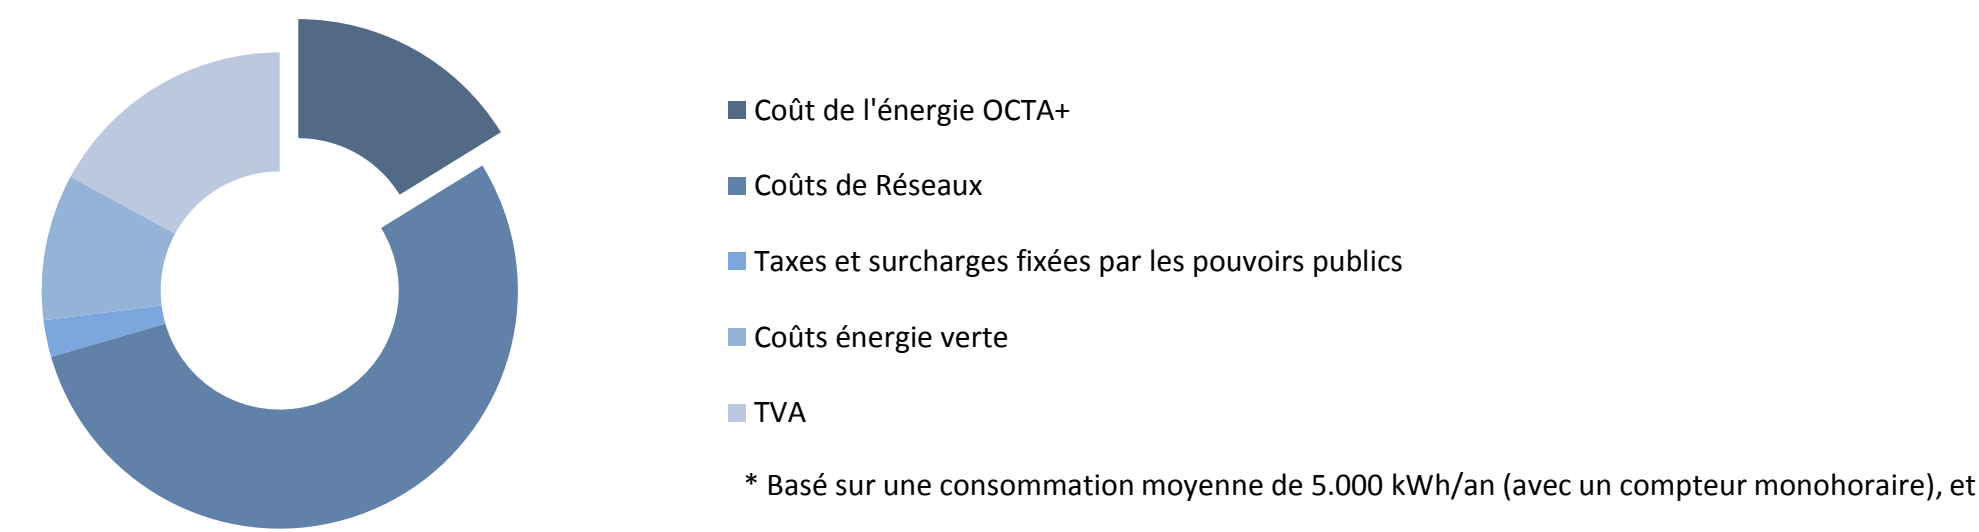 Coût de l'énergie OCTA+
Coûts de Réseaux
Taxes et surcharges fixées par les pouvoirs publics
Coûts énergie verte
TVA
* Basé sur une consommation moyenne de 5.000 kWh/an (avec un compteur monohoraire), et